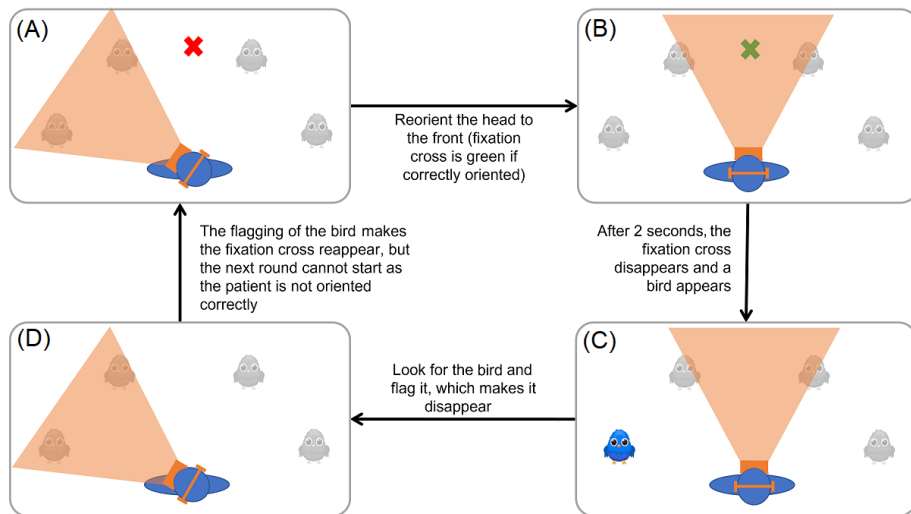 (A)
(B)
Reorient the head to
the front (fixation
cross is green if
correctly oriented)
The flagging of the bird makes
the fixation cross reappear, but
the next round cannot start as
the patient is not oriented
correctly
After 2 seconds, the
fixation cross
disappears and a
bird appears
(D)
(C)
Look for the bird and
flag it, which makes it
disappear